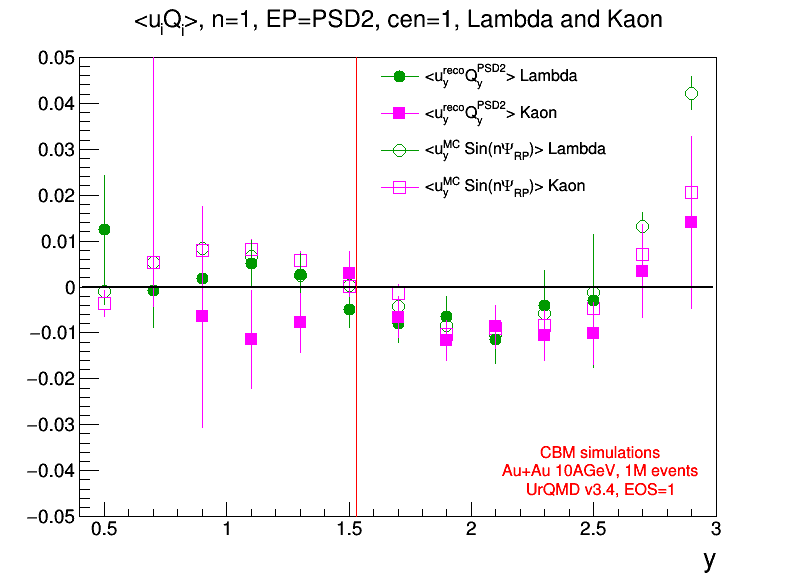 <u_iQ_i>, n=1, EP=PSD2, cen=1, Lambda and Kaon
0.05
0.04
0.03
0.02
0.01
0
−0.01
−0.02
−0.03
−0.04
−0.05
<u_y^reco Q_y^PSD2> Lambda
<u_y^reco Q_y^PSD2> Kaon
<u_y^MC Sin(nΨ_RP)> Lambda
<u_y^MC Sin(nΨ_RP)> Kaon
CBM simulations
Au+Au 10AGeV, 1M events
UrQMD v3.4, EOS=1
0.5 1 1.5 2 2.5 3
y